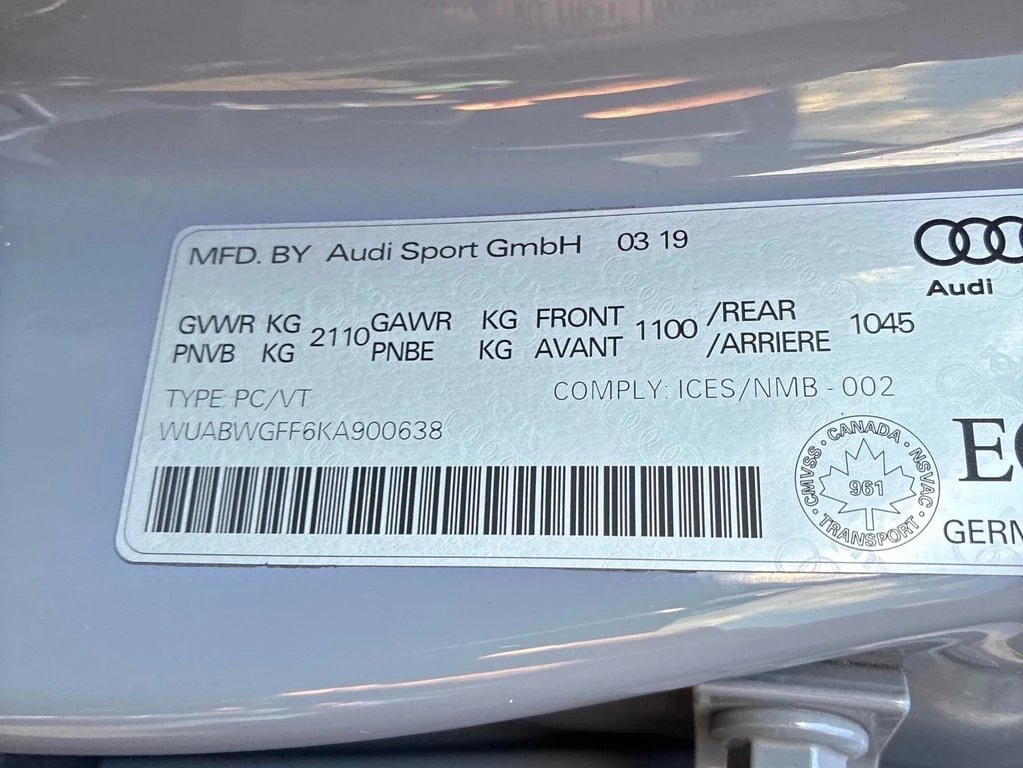 MFD. BY Audi Sport GmbH 03 19
Audi
GVWR KG 2110 GAWR KG FRONT 1100 /REAR 1045
PNVB KG PNBE KG AVANT /ARRIERE
TYPE: PC/VT COMPLY: ICES/NMB - 002
WUABWGFF6KA900638
CANADA · NSVAC · TRANSPORT · CMVSS
961
GERM